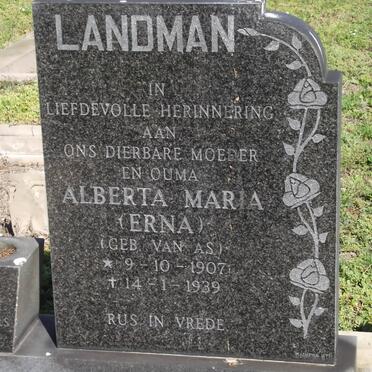 LANDMAN
IN
LIEFDEVOLLE HERINNERING
AAN
ONS DIERBARE MOEDER
EN OUMA
ALBERTA MARIA
(ERNA)
(GEB. VAN AS)
* 9-10-1907
† 14-1-1939
RUS IN VREDE